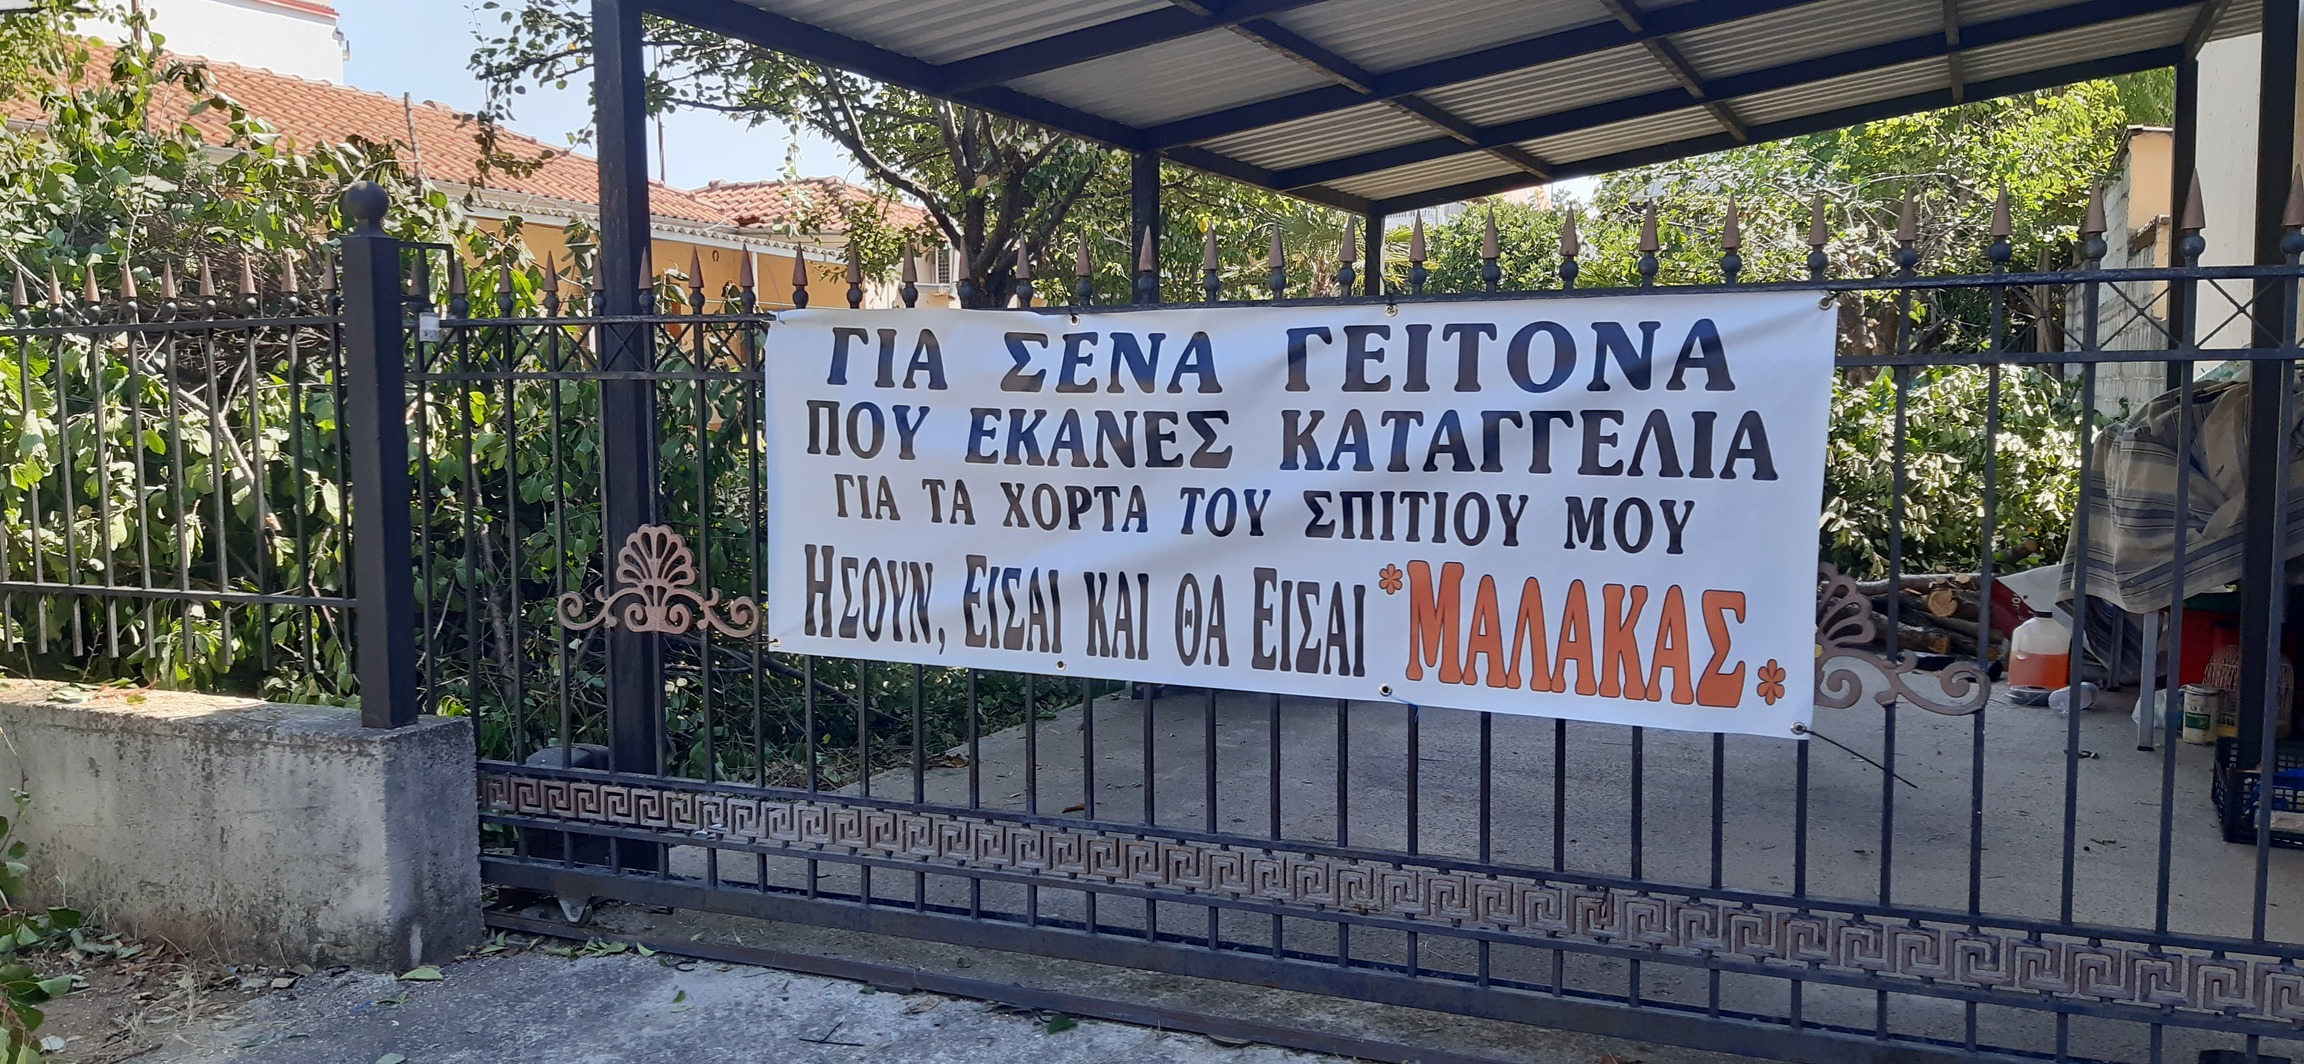 ΓΙΑ ΣΕΝΑ ΓΕΙΤΟΝΑ
ΠΟΥ ΕΚΑΝΕΣ ΚΑΤΑΓΓΕΛΙΑ
ΓΙΑ ΤΑ ΧΟΡΤΑ ΤΟΥ ΣΠΙΤΙΟΥ ΜΟΥ
ΗΣΟΥΝ, ΕΙΣΑΙ ΚΑΙ ΘΑ ΕΙΣΑΙ *ΜΑΛΑΚΑΣ*